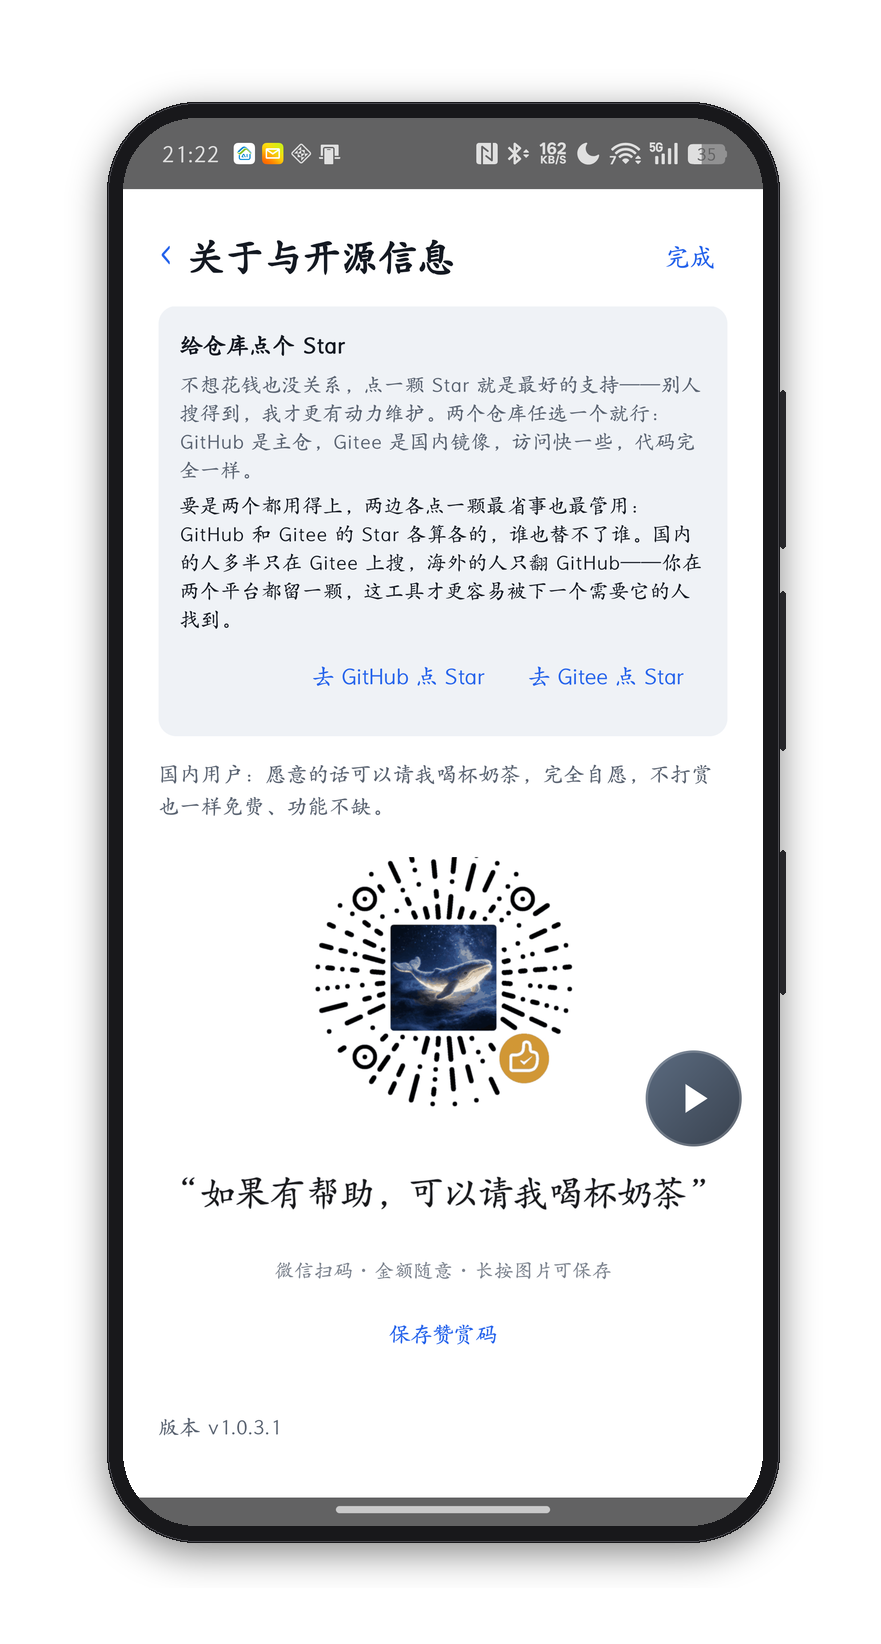 21:22
162
KB/S
5G
35
关于与开源信息
完成
给仓库点个 Star
不想花钱也没关系，点一颗 Star 就是最好的支持——别人
搜得到，我才更有动力维护。两个仓库任选一个就行：
GitHub 是主仓，Gitee 是国内镜像，访问快一些，代码完
全一样。
要是两个都用得上，两边各点一颗最省事也最管用：
GitHub 和 Gitee 的 Star 各算各的，谁也替不了谁。国内
的人多半只在 Gitee 上搜，海外的人只翻 GitHub——你在
两个平台都留一颗，这工具才更容易被下一个需要它的人
找到。
去 GitHub 点 Star
去 Gitee 点 Star
国内用户：愿意的话可以请我喝杯奶茶，完全自愿，不打赏
也一样免费、功能不缺。
“如果有帮助，可以请我喝杯奶茶”
微信扫码 · 金额随意 · 长按图片可保存
保存赞赏码
版本 v1.0.3.1